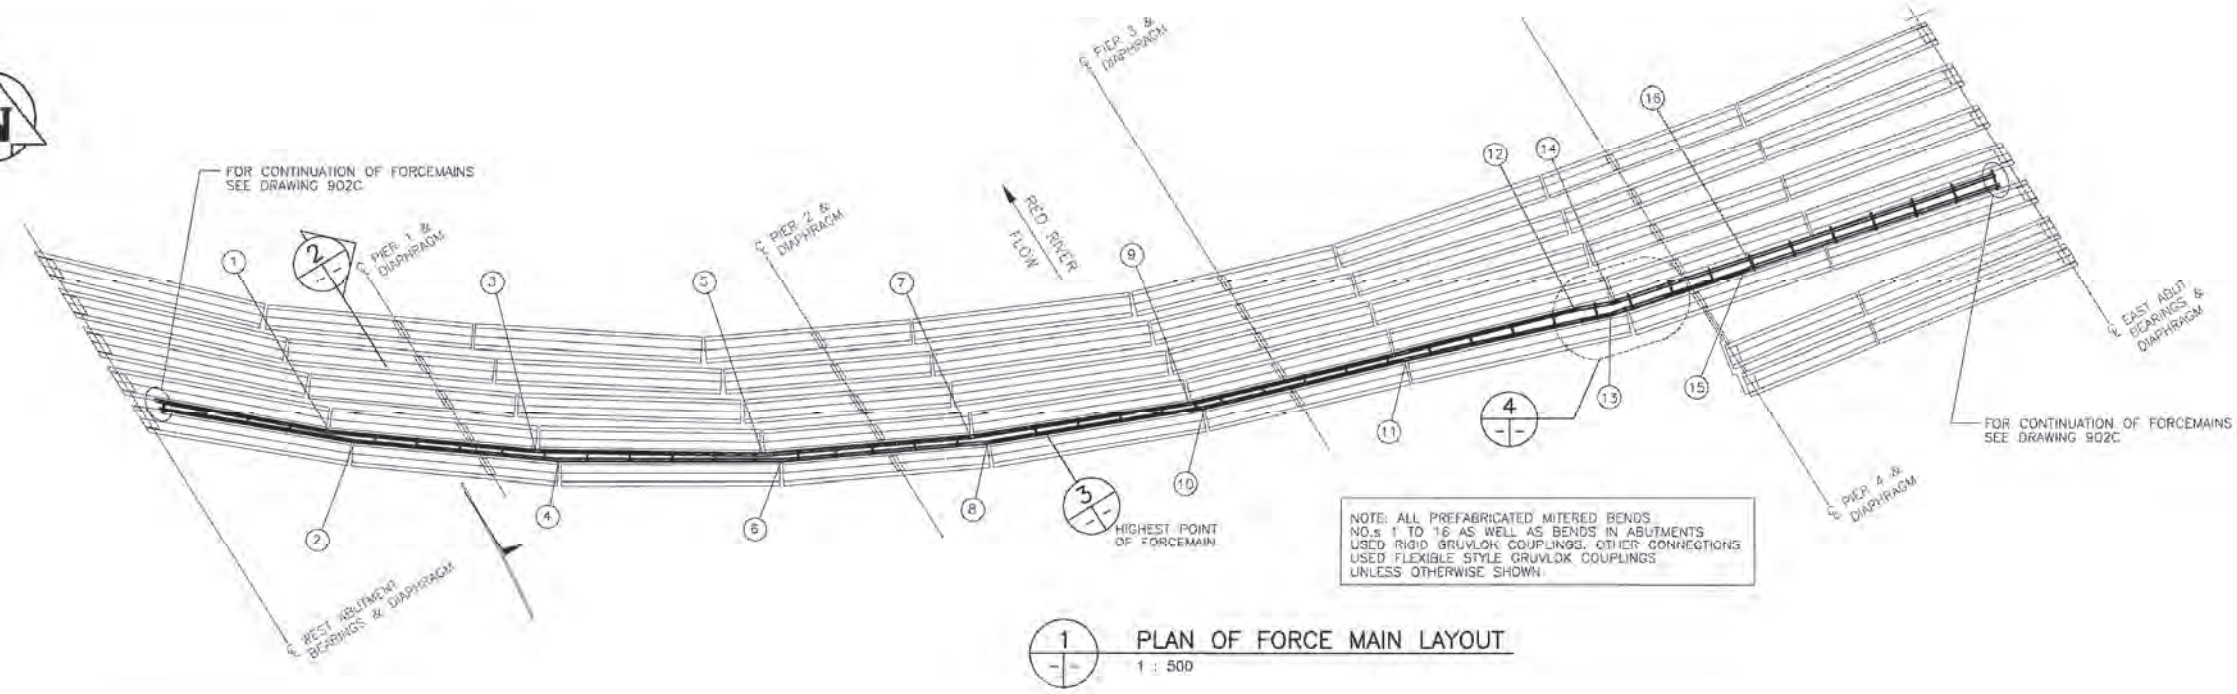 N
FOR CONTINUATION OF FORCEMAINS
SEE DRAWING 902C
1
2
--
℄ PIER 1 &
DIAPHRAGM
3
5
℄ PIER 2 &
DIAPHRAGM
7
RED RIVER
FLOW
℄ PIER 3 &
DIAPHRAGM
9
12
14
16
2
4
6
8
10
11
13
15
3
--
HIGHEST POINT
OF FORCEMAIN
4
--
℄ WEST ABUTMENT
BEARINGS & DIAPHRAGM
℄ EAST ABUT
BEARINGS &
DIAPHRAGM
FOR CONTINUATION OF FORCEMAINS
SEE DRAWING 902C
℄ PIER 4 &
DIAPHRAGM
NOTE: ALL PREFABRICATED MITERED BENDS
NO.s 1 TO 16 AS WELL AS BENDS IN ABUTMENTS
USED RIGID GRUVLOK COUPLINGS. OTHER CONNECTIONS
USED FLEXIBLE STYLE GRUVLOK COUPLINGS
UNLESS OTHERWISE SHOWN
1
--
PLAN OF FORCE MAIN LAYOUT
1 : 500